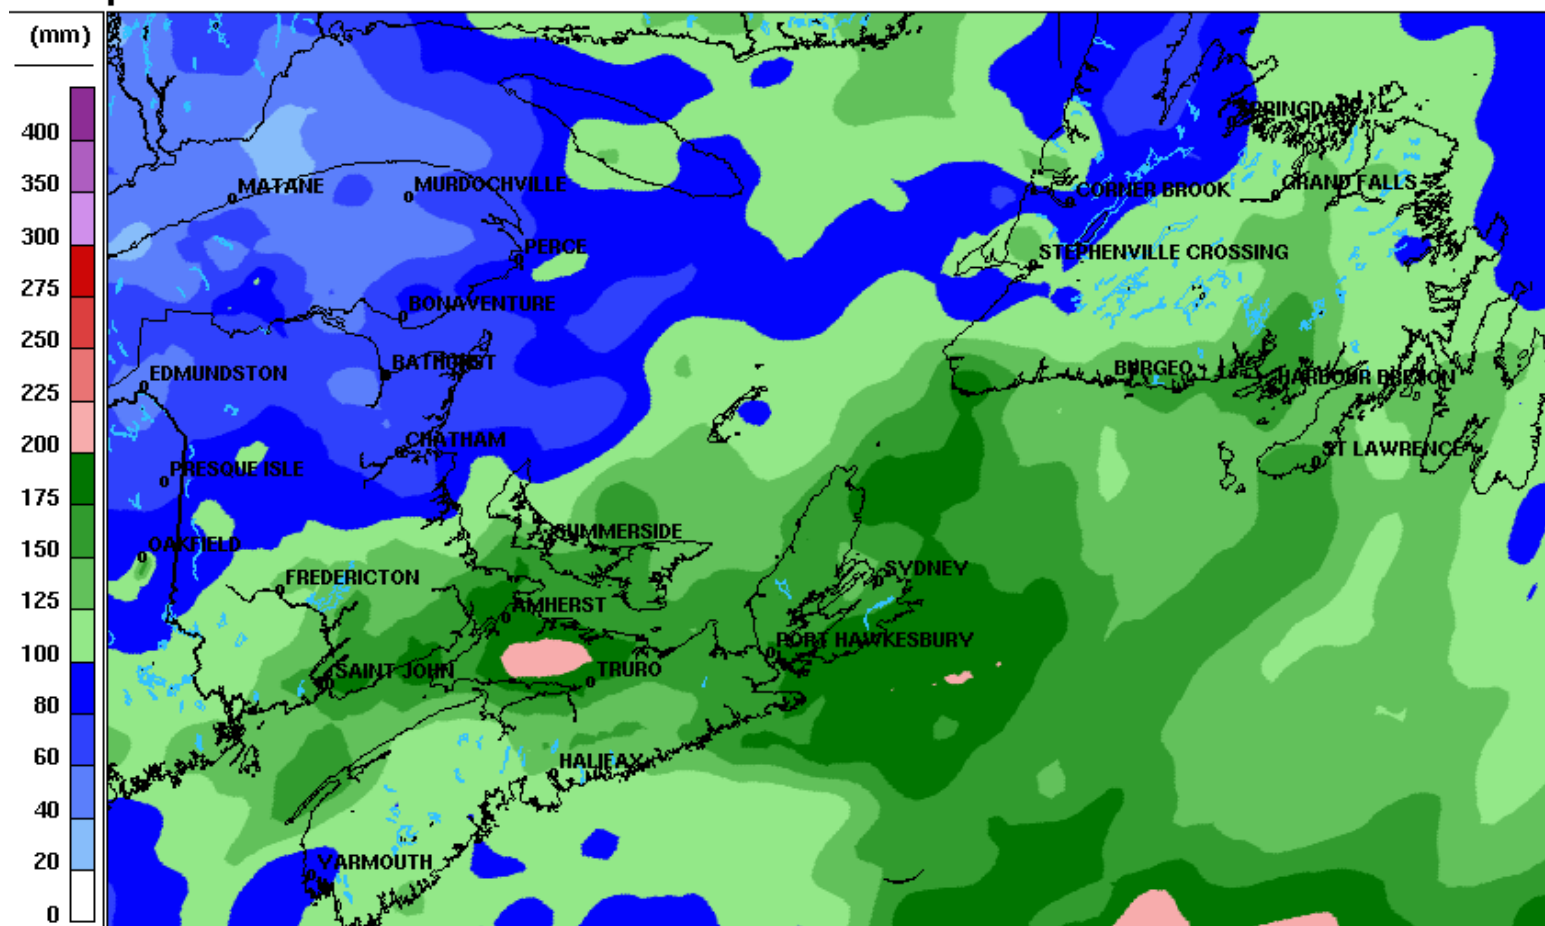 (mm)
400
350
300
275
250
225
200
175
150
125
100
80
60
40
20
0
SPRINGDALE
MATANE
MURDOCHVILLE
CORNER BROOK
GRAND FALLS
PERCE
STEPHENVILLE CROSSING
BONAVENTURE
BATHURST
EDMUNDSTON
BURGEO
HARBOUR BRETON
CHATHAM
ST LAWRENCE
PRESQUE ISLE
SUMMERSIDE
OAKFIELD
SYDNEY
FREDERICTON
AMHERST
PORT HAWKESBURY
SAINT JOHN
TRURO
HALIFAX
YARMOUTH